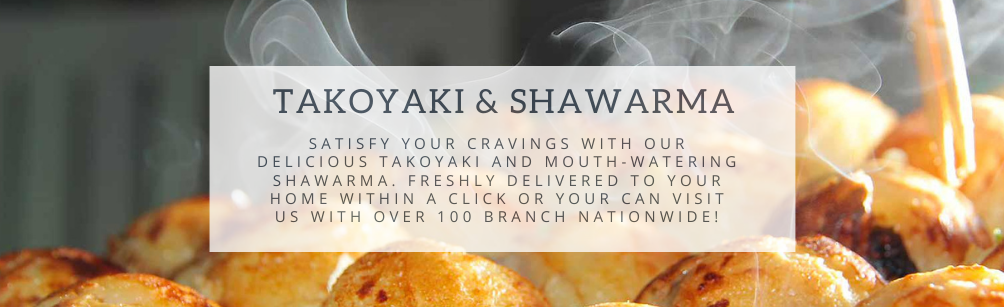 TAKOYAKI & SHAWARMA
SATISFY YOUR CRAVINGS WITH OUR
DELICIOUS TAKOYAKI AND MOUTH-WATERING
SHAWARMA. FRESHLY DELIVERED TO YOUR
HOME WITHIN A CLICK OR YOUR CAN VISIT
US WITH OVER 100 BRANCH NATIONWIDE!